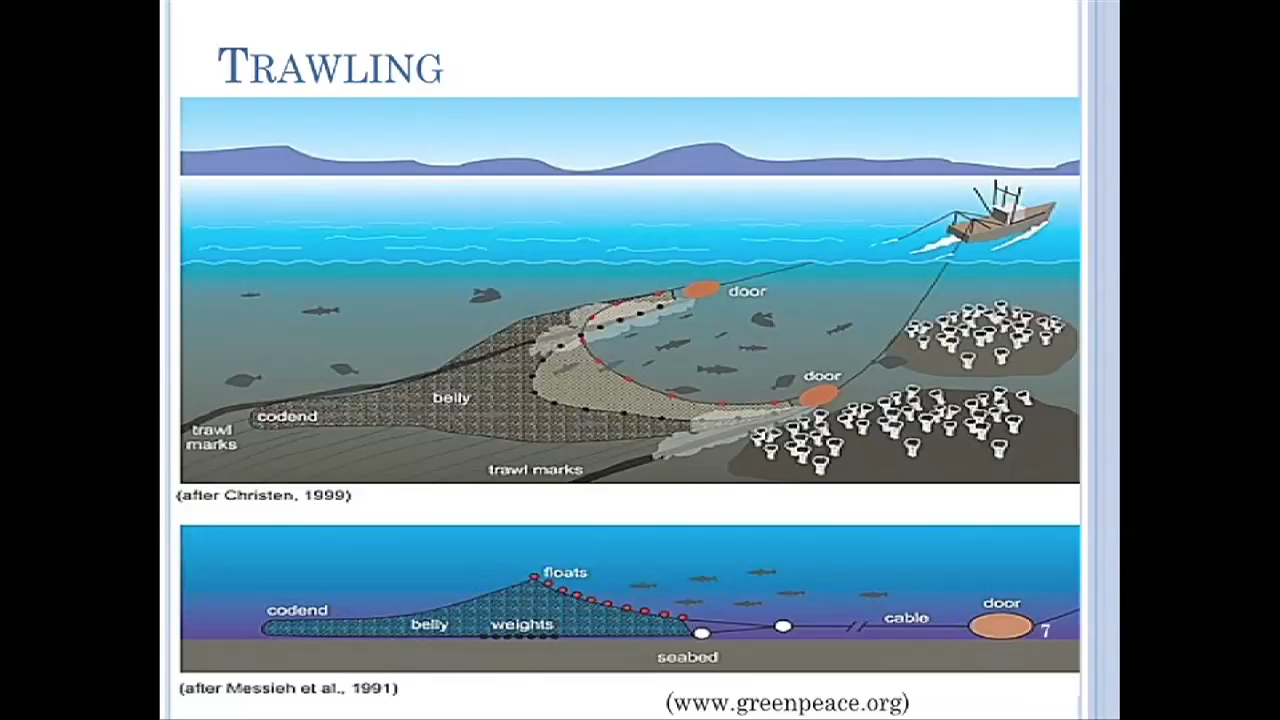 TRAWLING
door
door
belly
codend
trawl
marks
trawl marks
(after Christen, 1999)
floats
codend
door
cable
belly
weights
7
seabed
(after Messieh et al., 1991)
(www.greenpeace.org)